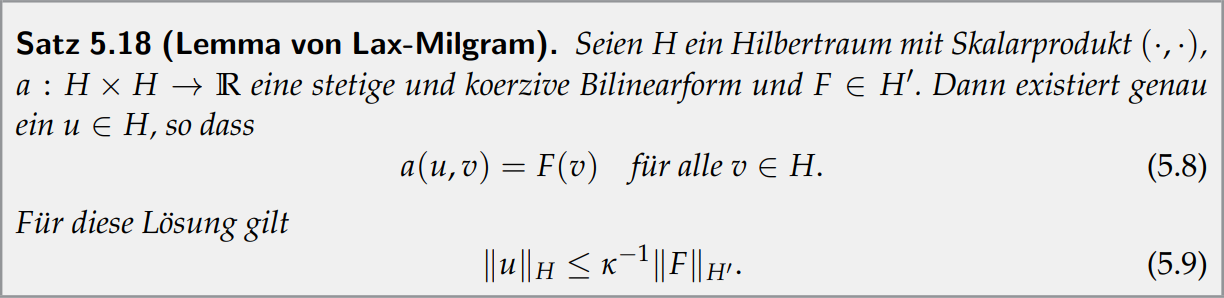 Satz 5.18 (Lemma von Lax-Milgram). Seien H ein Hilbertraum mit Skalarprodukt (·, ·),
a : H × H → ℝ eine stetige und koerzive Bilinearform und F ∈ H′. Dann existiert genau
ein u ∈ H, so dass
a(u, v) = F(v) für alle v ∈ H. (5.8)
Für diese Lösung gilt
‖u‖_H ≤ κ⁻¹‖F‖_H′. (5.9)